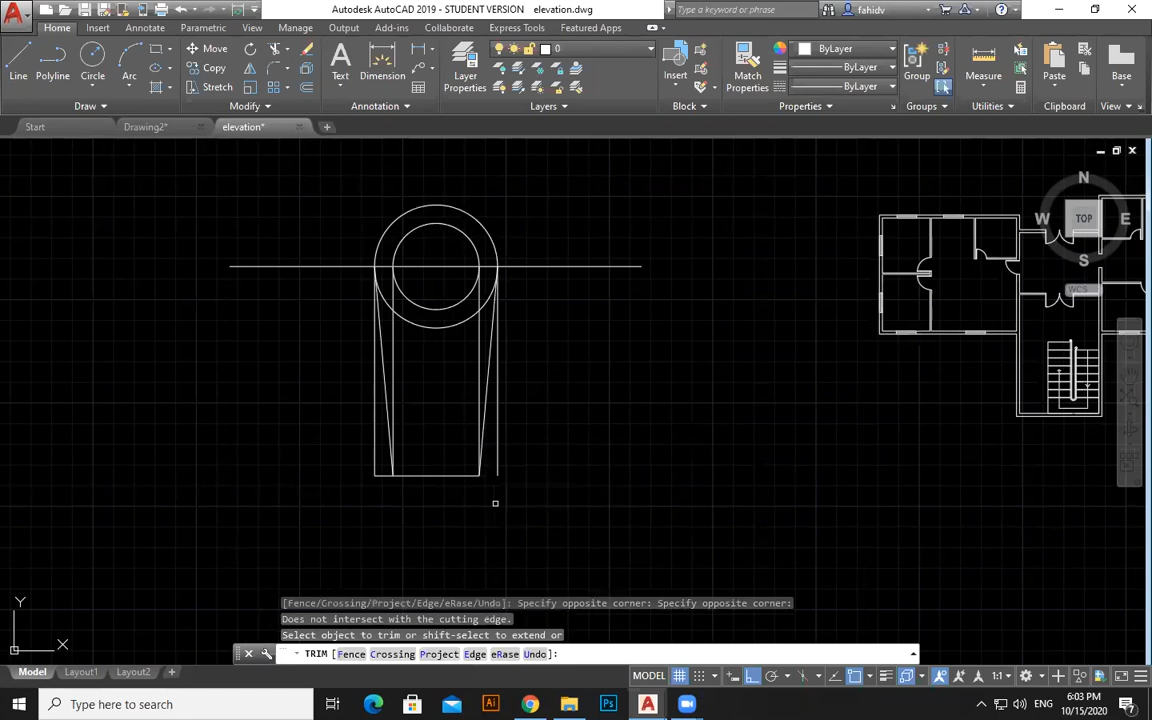 Autodesk AutoCAD 2019 - STUDENT VERSION elevation.dwg
Type a keyword or phrase
fahidv
Home Insert Annotate Parametric View Manage Output Add-ins Collaborate Express Tools Featured Apps
Line Polyline Circle Arc
Move
Copy
Stretch
Text Dimension
Layer Properties
0
Insert
Match Properties
ByLayer
ByLayer
ByLayer
Group
Measure
Paste
Base
Draw Modify Annotation Layers Block Properties Groups Utilities Clipboard View
Start Drawing2* elevation*
N
W TOP E
S
WCS
Y
X
[Fence/Crossing/Project/Edge/eRase/Undo]: Specify opposite corner: Specify opposite corner:
Does not intersect with the cutting edge.
Select object to trim or shift-select to extend or
TRIM [Fence Crossing Project Edge eRase Undo]:
Model Layout1 Layout2
MODEL
1:1
Type here to search
Ai
Ps
A
ENG
6:03 PM
10/15/2020
7